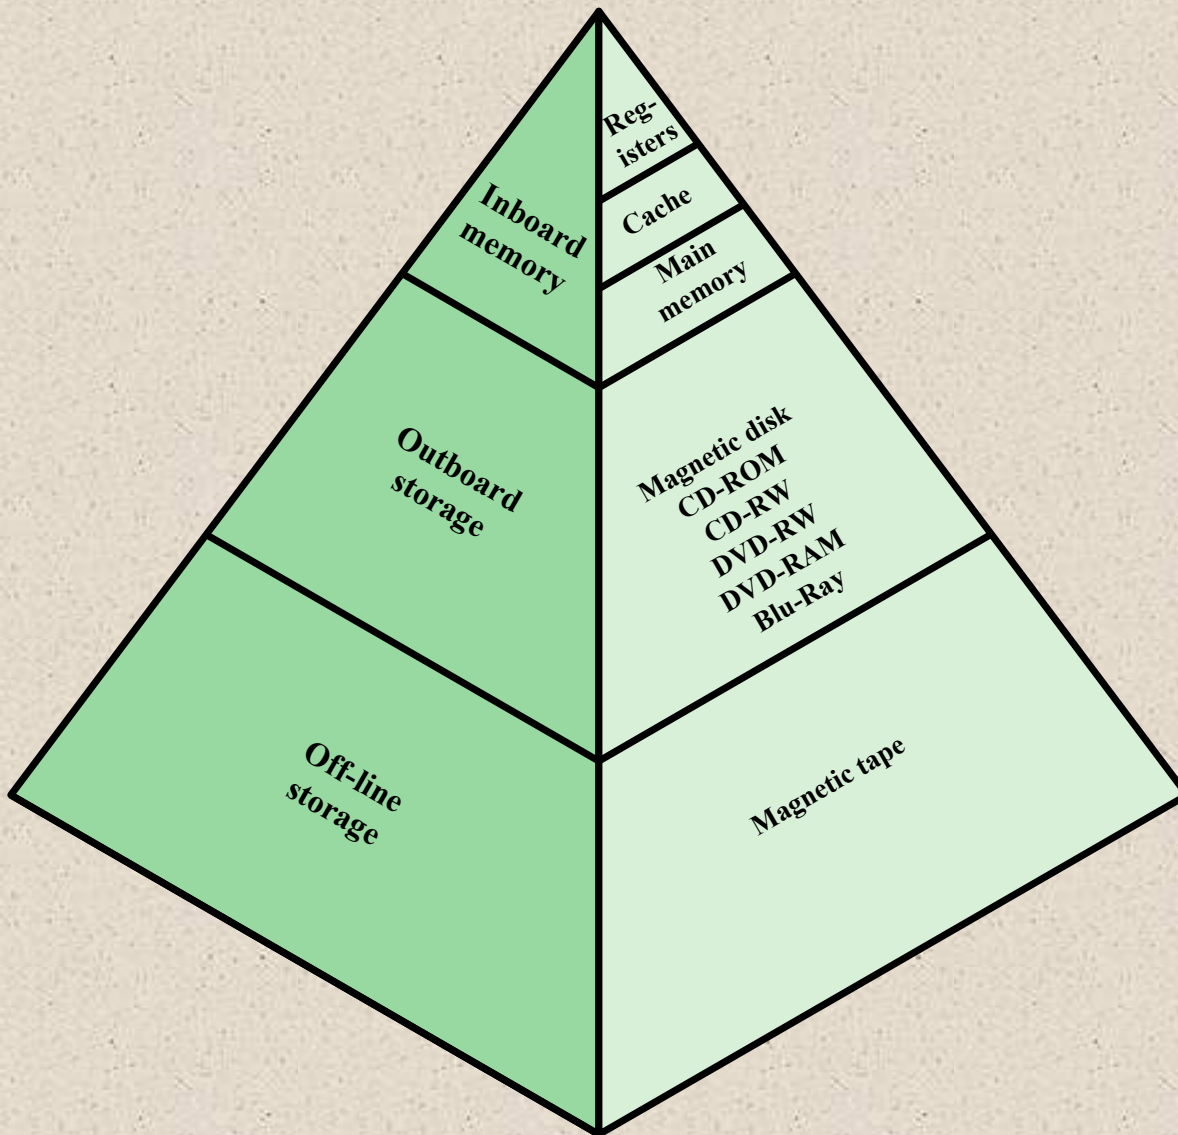 Inboard
memory
Reg-
isters
Cache
Main
memory
Outboard
storage
Magnetic disk
CD-ROM
CD-RW
DVD-RW
DVD-RAM
Blu-Ray
Off-line
storage
Magnetic tape